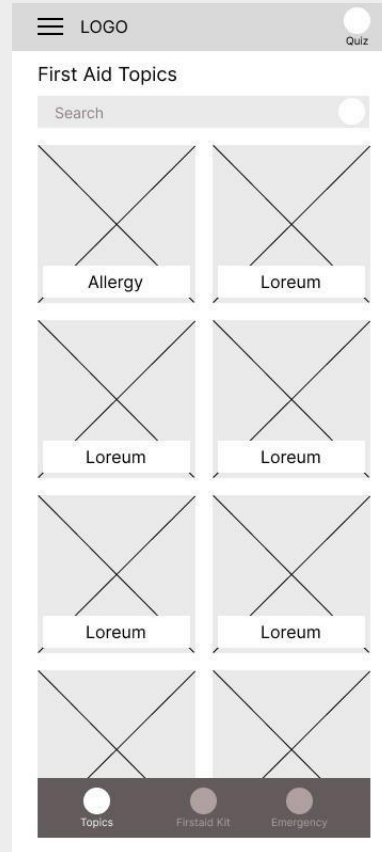 LOGO
Quiz
First Aid Topics
Search
Allergy Loreum
Loreum Loreum
Loreum Loreum
Topics Firstaid Kit Emergency